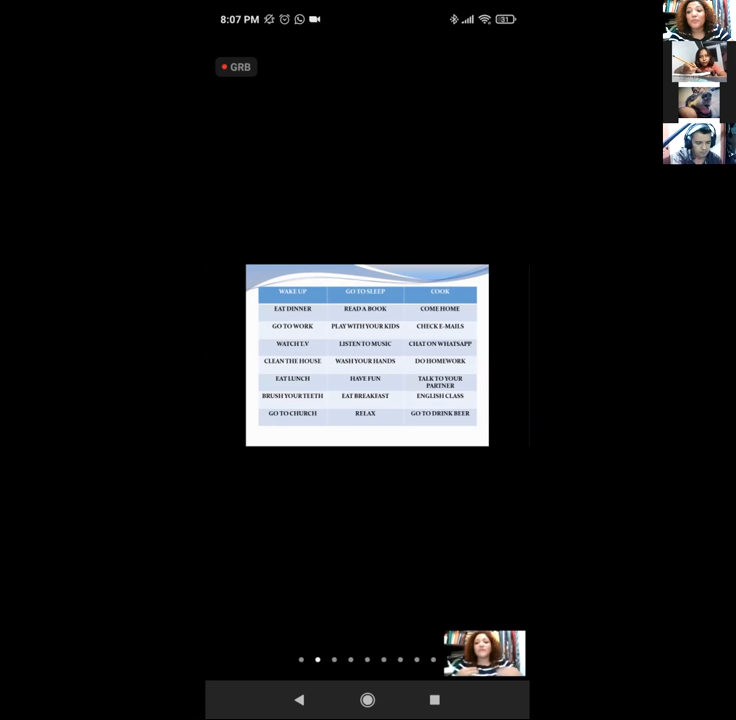 8:07 PM
31
GRB
WAKE UP GO TO SLEEP COOK
EAT DINNER READ A BOOK COME HOME
GO TO WORK PLAY WITH YOUR KIDS CHECK E-MAILS
WATCH T.V LISTEN TO MUSIC CHAT ON WHATSAPP
CLEAN THE HOUSE WASH YOUR HANDS DO HOMEWORK
EAT LUNCH HAVE FUN TALK TO YOUR
PARTNER
BRUSH YOUR TEETH EAT BREAKFAST ENGLISH CLASS
GO TO CHURCH RELAX GO TO DRINK BEER